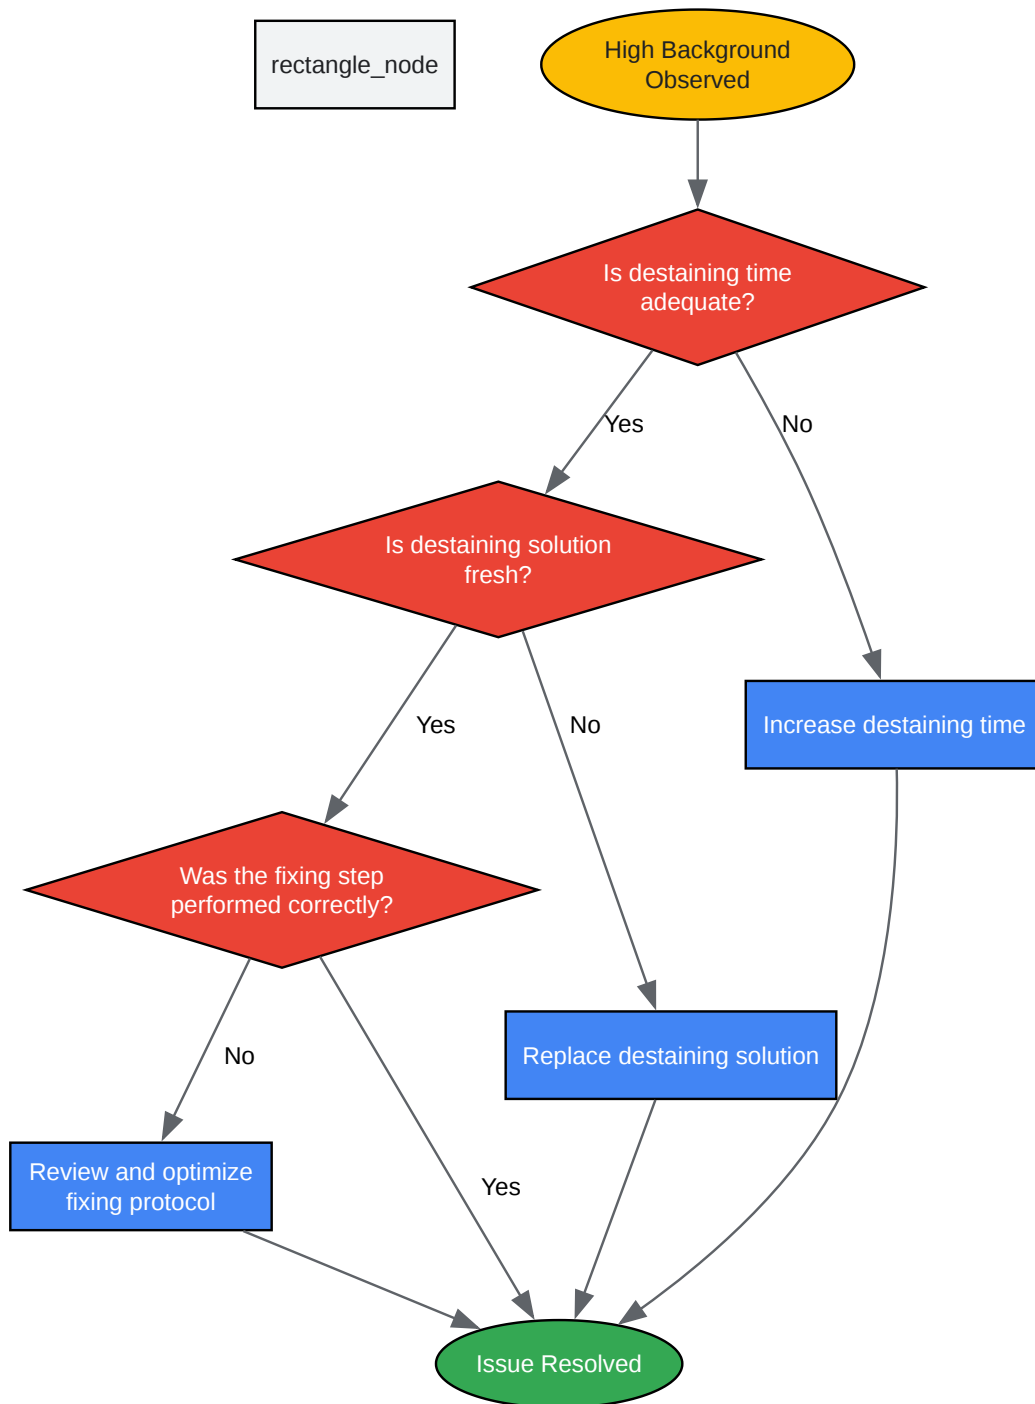 rectangle_node
High Background
Observed
Is destaining time
adequate?
Yes
No
Is destaining solution
fresh?
Yes
No
Increase destaining time
Was the fixing step
performed correctly?
No
Replace destaining solution
Review and optimize
fixing protocol
Yes
Issue Resolved